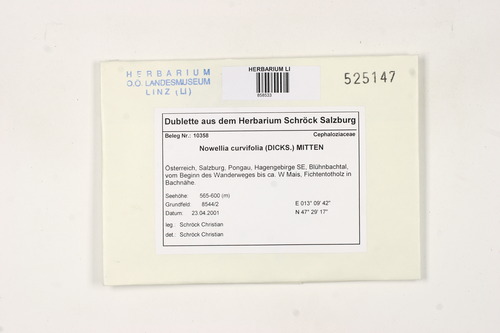 HERBARIUM
O.Ö. LANDESMUSEUM
LINZ (LI)
HERBARIUM LI
525147
Dublette aus dem Herbarium Schröck Salzburg
Beleg Nr.: 10358 Cephaloziaceae
Nowellia curvifolia (DICKS.) MITTEN
Österreich, Salzburg, Pongau, Hagengebirge SE, Blühnbachtal,
vom Beginn des Wanderweges bis ca. W Mais, Fichtentotholz in
Bachnähe.
Seehöhe: 565-600 (m)
Grundfeld: 8544/2 E 013° 09' 42"
Datum: 23.04.2001 N 47° 29' 17"
leg.: Schröck Christian
det.: Schröck Christian